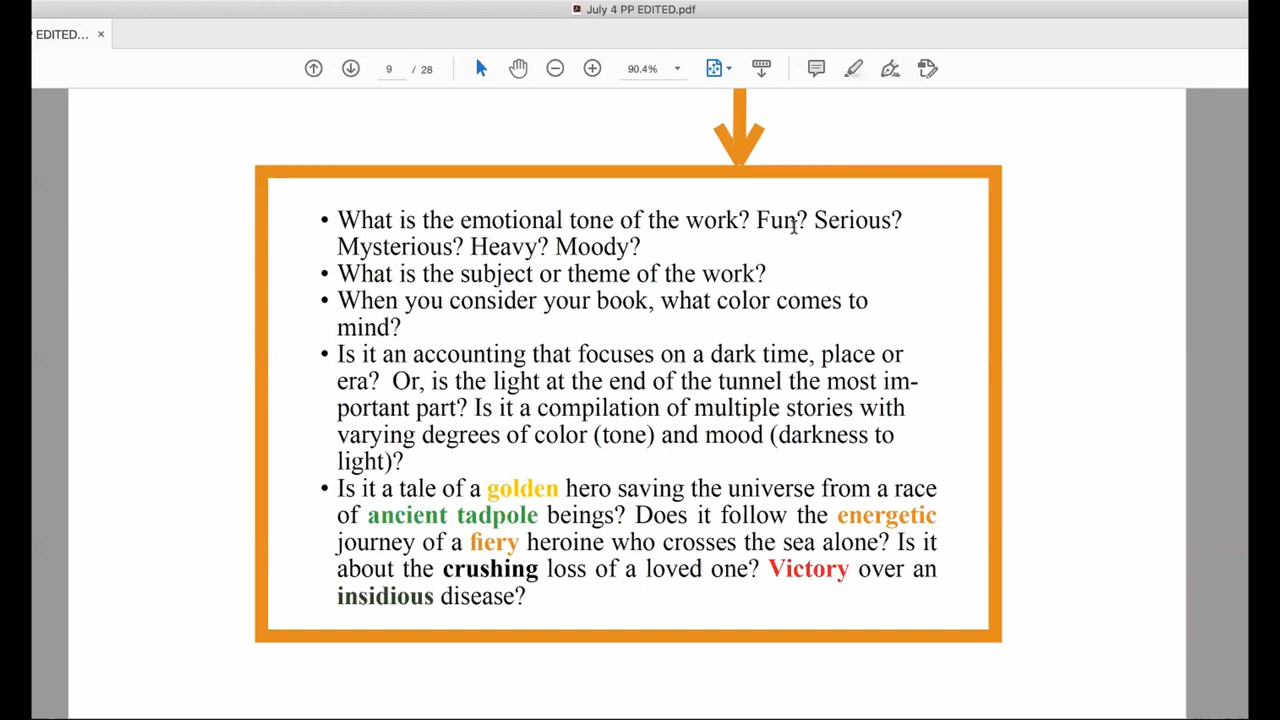 July 4 PP EDITED.pdf
P EDITED... ×
9 / 28
90.4%
• What is the emotional tone of the work? Fun? Serious?
Mysterious? Heavy? Moody?
• What is the subject or theme of the work?
• When you consider your book, what color comes to
mind?
• Is it an accounting that focuses on a dark time, place or
era?  Or, is the light at the end of the tunnel the most im-
portant part? Is it a compilation of multiple stories with
varying degrees of color (tone) and mood (darkness to
light)?
• Is it a tale of a golden hero saving the universe from a race
of ancient tadpole beings? Does it follow the energetic
journey of a fiery heroine who crosses the sea alone? Is it
about the crushing loss of a loved one? Victory over an
insidious disease?